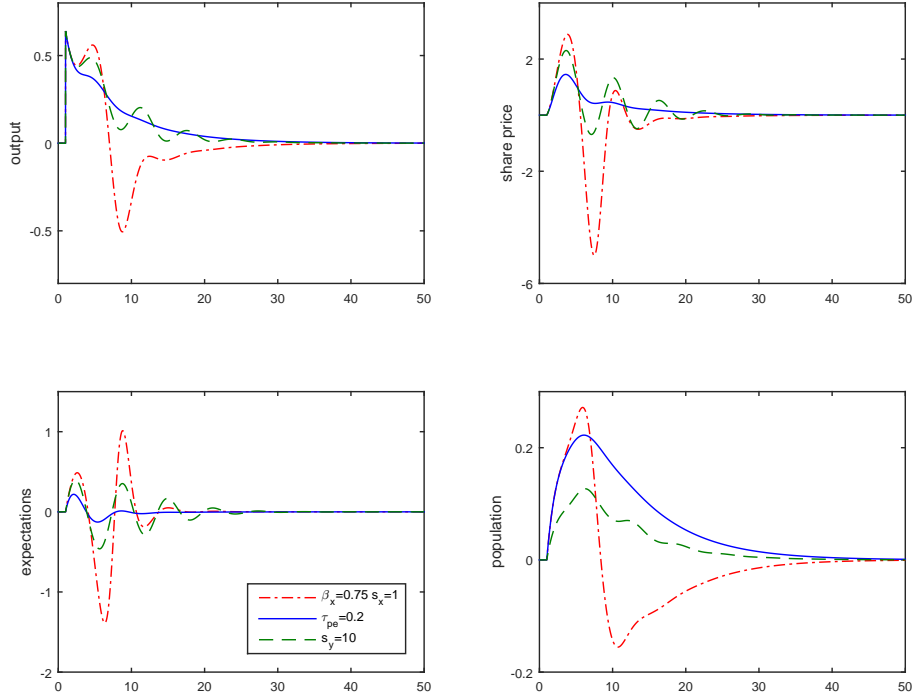 0.5
0
-0.5
output
0 10 20 30 40 50
2
-2
-6
share price
0 10 20 30 40 50
1
0
-1
-2
expectations
0 10 20 30 40 50
β_x=0.75 s_x=1
τ_pe=0.2
s_y=10
0.2
0
-0.2
population
0 10 20 30 40 50